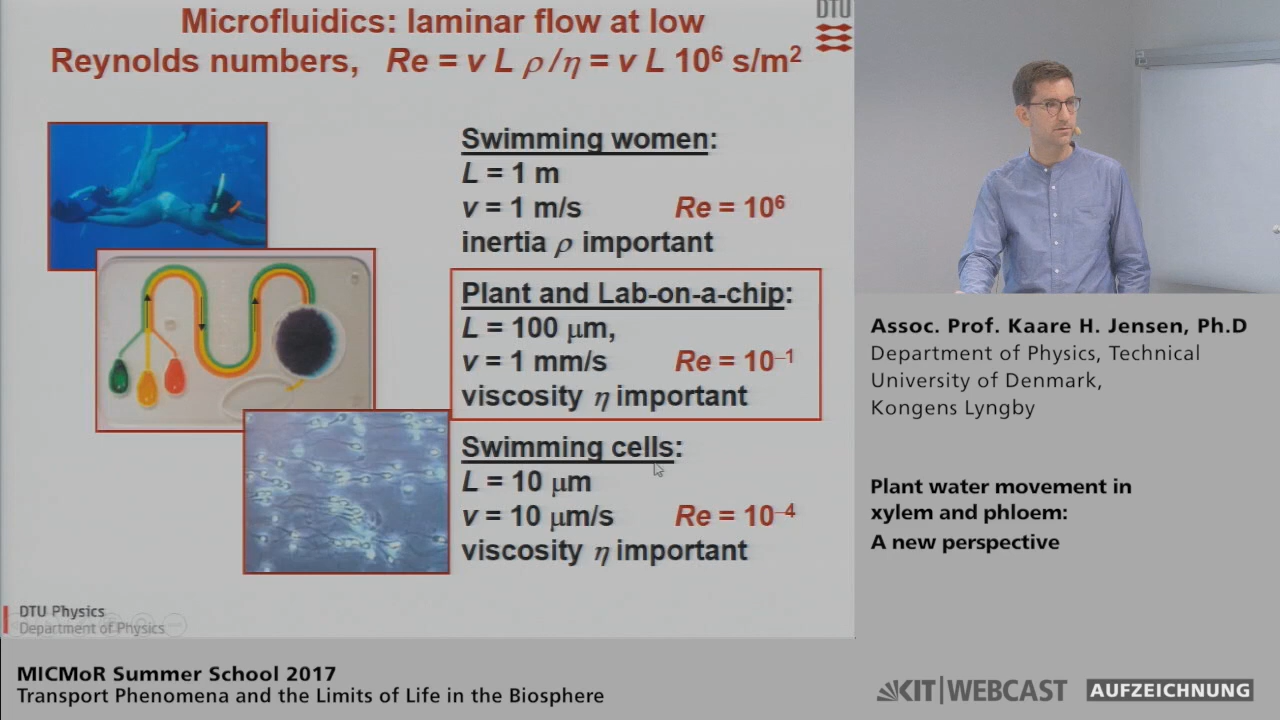 Microfluidics: laminar flow at low
Reynolds numbers, Re = v L ρ/η = v L 10⁶ s/m²
DTU
Swimming women:
L = 1 m
v = 1 m/s Re = 10⁶
inertia ρ important
Plant and Lab-on-a-chip:
L = 100 μm,
v = 1 mm/s Re = 10⁻¹
viscosity η important
Swimming cells:
L = 10 μm
v = 10 μm/s Re = 10⁻⁴
viscosity η important
DTU Physics
Department of Physics
Assoc. Prof. Kaare H. Jensen, Ph.D
Department of Physics, Technical
University of Denmark,
Kongens Lyngby
Plant water movement in
xylem and phloem:
A new perspective
MICMoR Summer School 2017
Transport Phenomena and the Limits of Life in the Biosphere
KIT|WEBCAST AUFZEICHNUNG